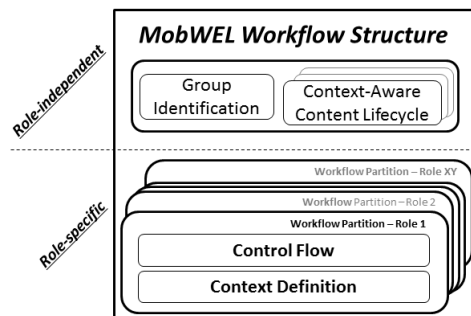 MobWEL Workflow Structure
Role-independent
Group
Identification
Context-Aware
Content Lifecycle
Role-specific
Workflow Partition – Role XY
Workflow Partition – Role 2
Workflow Partition – Role 1
Control Flow
Context Definition